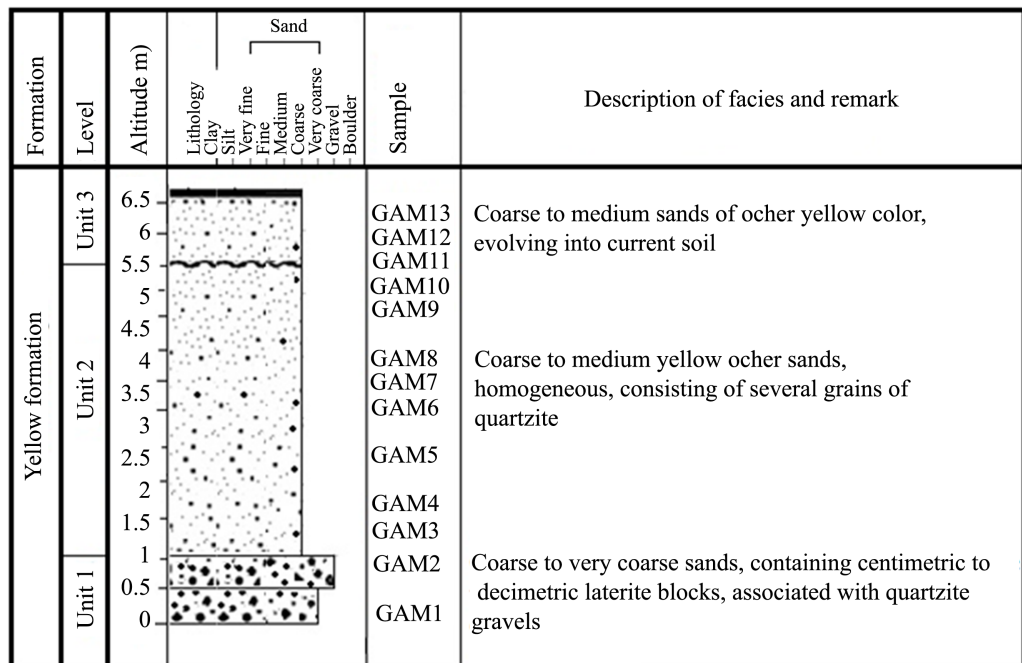 Formation
Level
Altitude m)
Sand
Lithology
Clay
Silt
Very fine
Fine
Medium
Coarse
Very coarse
Gravel
Boulder
Sample
Description of facies and remark
Yellow formation
Unit 3
Unit 2
Unit 1
6.5
6
5.5
5
4.5
4
3.5
3
2.5
2
1.5
1
0.5
0
GAM13
GAM12
GAM11
GAM10
GAM9
GAM8
GAM7
GAM6
GAM5
GAM4
GAM3
GAM2
GAM1
Coarse to medium sands of ocher yellow color,
evolving into current soil
Coarse to medium yellow ocher sands,
homogeneous, consisting of several grains of
quartzite
Coarse to very coarse sands, containing centimetric to
decimetric laterite blocks, associated with quartzite
gravels